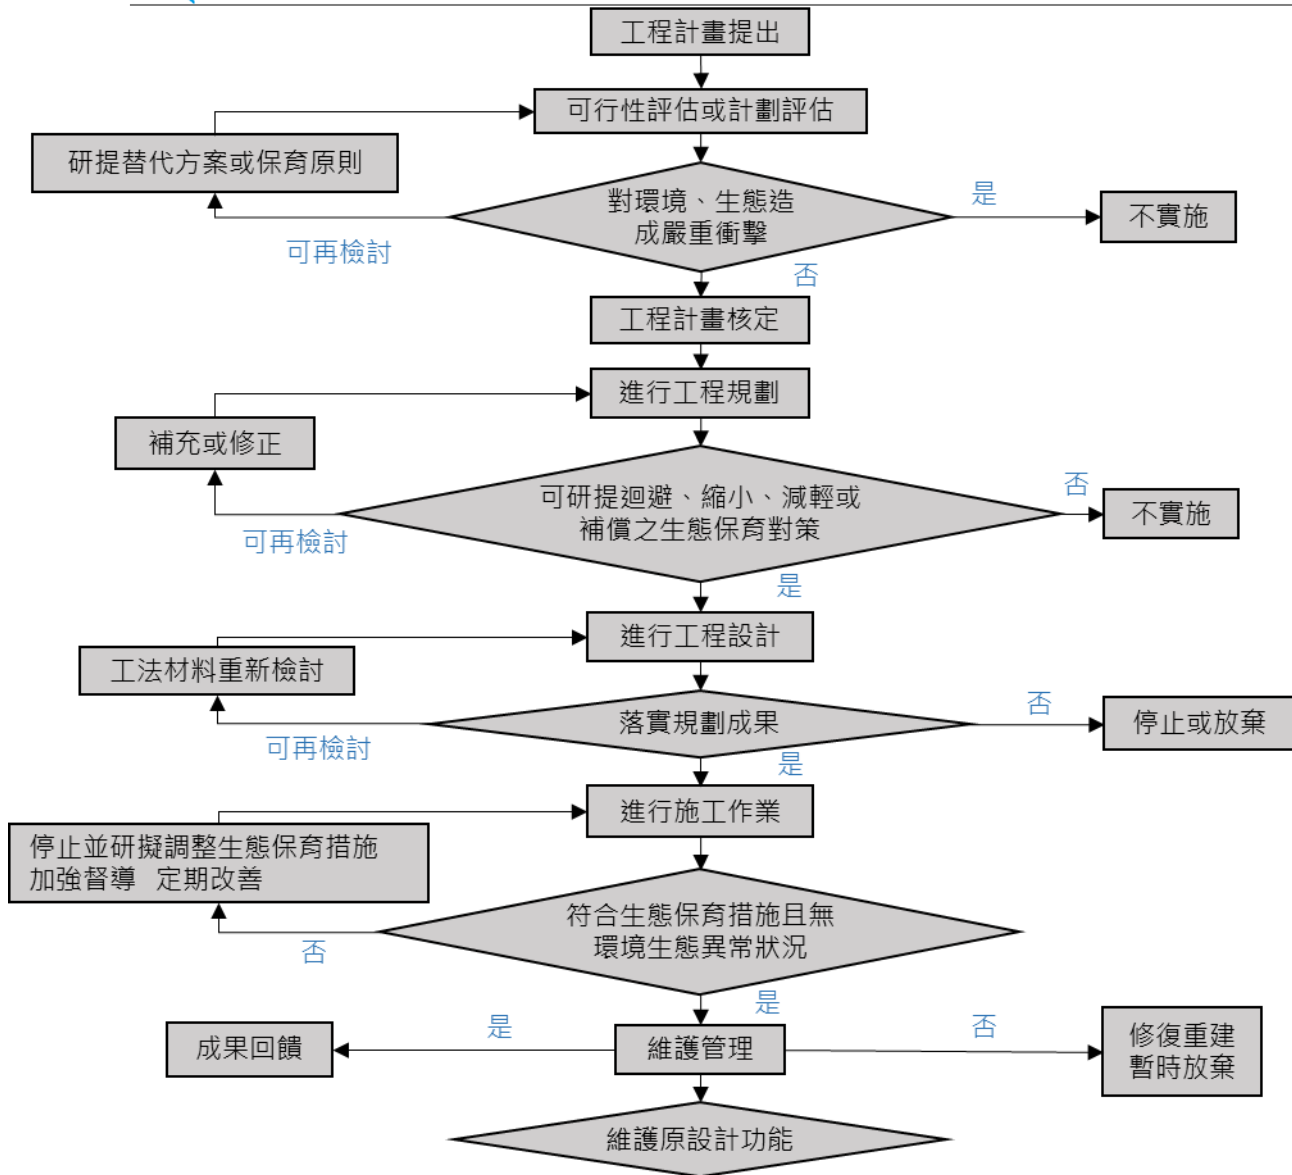 工程計畫提出
可行性評估或計劃評估
研提替代方案或保育原則
對環境、生態造
成嚴重衝擊
是
不實施
可再檢討
否
工程計畫核定
進行工程規劃
補充或修正
可研提迴避、縮小、減輕或
補償之生態保育對策
否
不實施
可再檢討
是
進行工程設計
工法材料重新檢討
落實規劃成果
否
停止或放棄
可再檢討
是
進行施工作業
停止並研擬調整生態保育措施
加強督導 定期改善
符合生態保育措施且無
環境生態異常狀況
否
是
成果回饋
是
維護管理
否
修復重建
暫時放棄
維護原設計功能